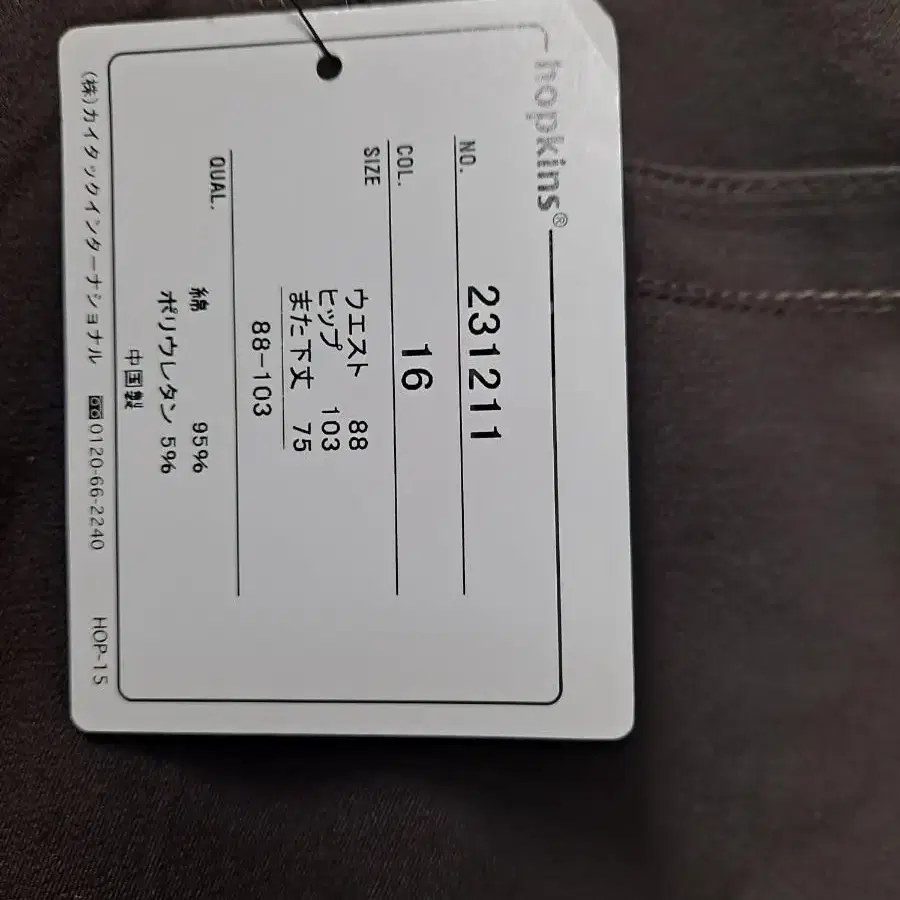 hopkins®
NO. 231211
COL. 16
SIZE
ウエスト 88
ヒップ 103
また下丈 75
88-103
QUAL.
綿 95%
ポリウレタン 5%
中国製
(株)カイタックインターナショナル 0120-66-2240 HOP-15